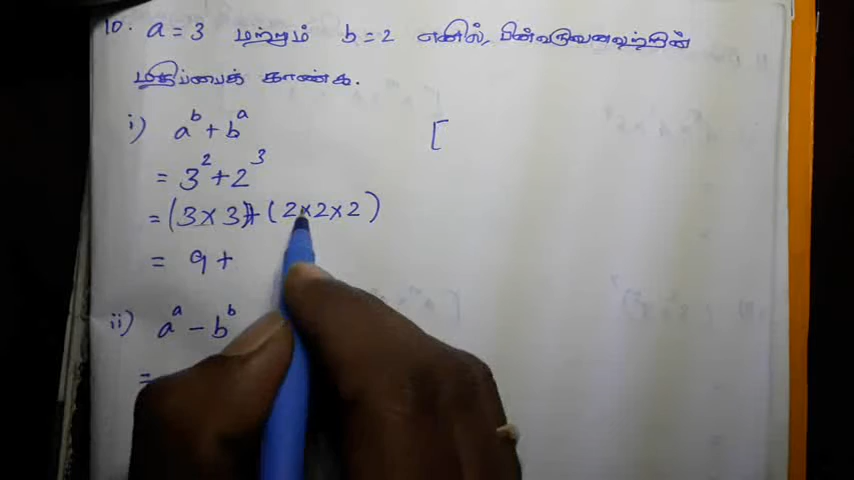 10. a = 3 மற்றும் b = 2 எனில், பின்வருவனவற்றின்
மதிப்பைக் காண்க.
i) a^b + b^a [
= 3^2 + 2^3
= (3 × 3) + (2 × 2 × 2)
= 9 +
ii) a^a - b^b
=